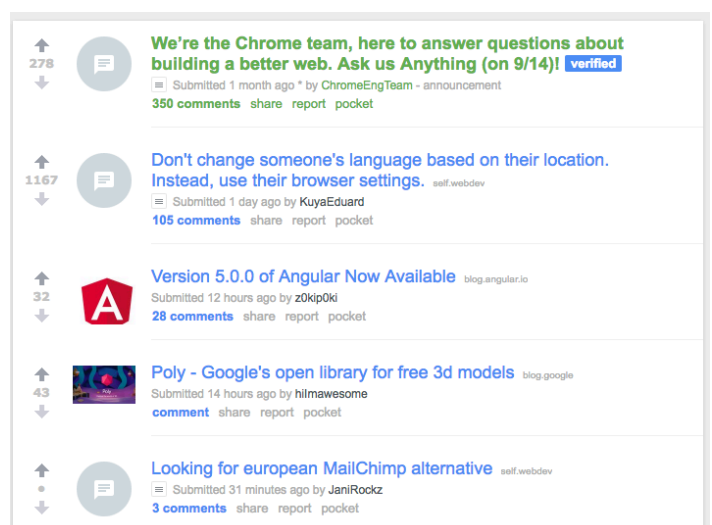 We're the Chrome team, here to answer questions about
278
building a better web. Ask us Anything (on 9/14)! verified
Submitted 1 month ago * by ChromeEngTeam - announcement
350 comments share report pocket
Don't change someone's language based on their location.
1167
Instead, use their browser settings. self.webdev
Submitted 1 day ago by KuyaEduard
105 comments share report pocket
Version 5.0.0 of Angular Now Available blog.angular.io
32
A
Submitted 12 hours ago by z0kip0ki
28 comments share report pocket
Poly - Google's open library for free 3d models blog.google
43
Poly
Submitted 14 hours ago by hilmawesome
comment share report pocket
Looking for european MailChimp alternative self.webdev
Submitted 31 minutes ago by JaniRockz
3 comments share report pocket